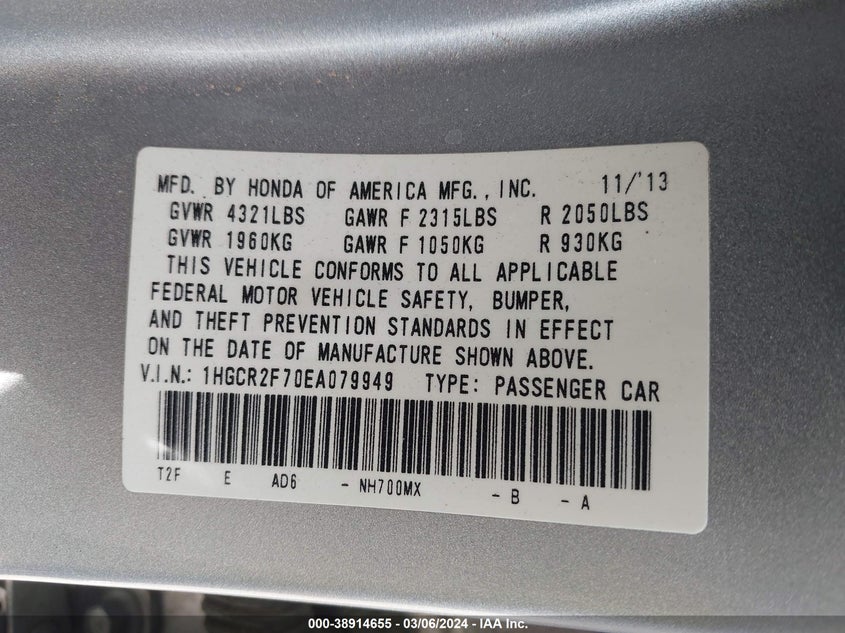 MFD. BY HONDA OF AMERICA MFG., INC. 11/'13
GVWR 4321LBS GAWR F 2315LBS R 2050LBS
GVWR 1960KG GAWR F 1050KG R 930KG
THIS VEHICLE CONFORMS TO ALL APPLICABLE
FEDERAL MOTOR VEHICLE SAFETY, BUMPER,
AND THEFT PREVENTION STANDARDS IN EFFECT
ON THE DATE OF MANUFACTURE SHOWN ABOVE.
V.I.N.: 1HGCR2F70EA079949 TYPE: PASSENGER CAR
T2F E AD6 - NH700MX - B - A
000-38914655 - 03/06/2024 - IAA Inc.